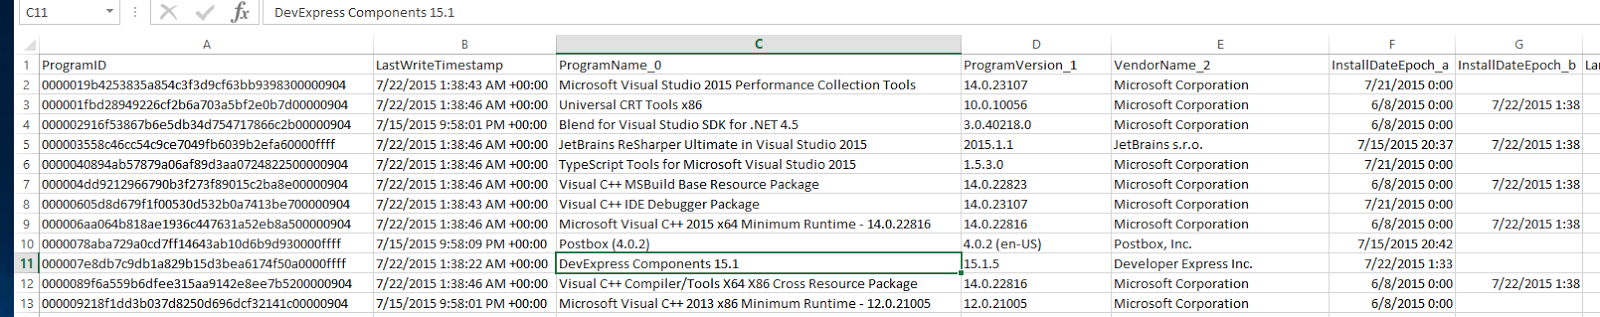 C11 fx DevExpress Components 15.1
A B C D E F G
1 ProgramID LastWriteTimestamp ProgramName_0 ProgramVersion_1 VendorName_2 InstallDateEpoch_a InstallDateEpoch_b La
2 0000019b4253835a854c3f3d9cf63bb9398300000904 7/22/2015 1:38:43 AM +00:00 Microsoft Visual Studio 2015 Performance Collection Tools 14.0.23107 Microsoft Corporation 7/21/2015 0:00
3 000001fbd28949226cf2b6a703a5bf2e0b7d00000904 7/22/2015 1:38:46 AM +00:00 Universal CRT Tools x86 10.0.10056 Microsoft Corporation 6/8/2015 0:00 7/22/2015 1:38
4 000002916f53867b6e5db34d754717866c2b00000904 7/15/2015 9:58:01 PM +00:00 Blend for Visual Studio SDK for .NET 4.5 3.0.40218.0 Microsoft Corporation 6/8/2015 0:00
5 000003558c46cc54c9ce7049fb6039b2efa60000ffff 7/22/2015 1:38:46 AM +00:00 JetBrains ReSharper Ultimate in Visual Studio 2015 2015.1.1 JetBrains s.r.o. 7/15/2015 20:37 7/22/2015 1:38
6 0000040894ab57879a06af89d3aa0724822500000904 7/22/2015 1:38:46 AM +00:00 TypeScript Tools for Microsoft Visual Studio 2015 1.5.3.0 Microsoft Corporation 7/21/2015 0:00
7 000004dd9212966790b3f273f89015c2ba8e00000904 7/22/2015 1:38:46 AM +00:00 Visual C++ MSBuild Base Resource Package 14.0.22823 Microsoft Corporation 6/8/2015 0:00 7/22/2015 1:38
8 00000605d8d679f1f00530d532b0a7413be700000904 7/22/2015 1:38:43 AM +00:00 Visual C++ IDE Debugger Package 14.0.23107 Microsoft Corporation 7/21/2015 0:00
9 000006aa064b818ae1936c447631a52eb8a500000904 7/22/2015 1:38:46 AM +00:00 Microsoft Visual C++ 2015 x64 Minimum Runtime - 14.0.22816 14.0.22816 Microsoft Corporation 6/8/2015 0:00 7/22/2015 1:38
10 0000078aba729a0cd7ff14643ab10d6b9d930000ffff 7/15/2015 9:58:09 PM +00:00 Postbox (4.0.2) 4.0.2 (en-US) Postbox, Inc. 7/15/2015 20:42
11 000007e8db7c9db1a829b15d3bea6174f50a0000ffff 7/22/2015 1:38:22 AM +00:00 DevExpress Components 15.1 15.1.5 Developer Express Inc. 7/22/2015 1:33
12 0000089f6a559b6dfee315aa9142e8ee7b5200000904 7/22/2015 1:38:46 AM +00:00 Visual C++ Compiler/Tools X64 X86 Cross Resource Package 14.0.22816 Microsoft Corporation 6/8/2015 0:00 7/22/2015 1:38
13 000009218f1dd3b037d8250d696dcf32141c00000904 7/15/2015 9:58:01 PM +00:00 Microsoft Visual C++ 2013 x86 Minimum Runtime - 12.0.21005 12.0.21005 Microsoft Corporation 6/8/2015 0:00